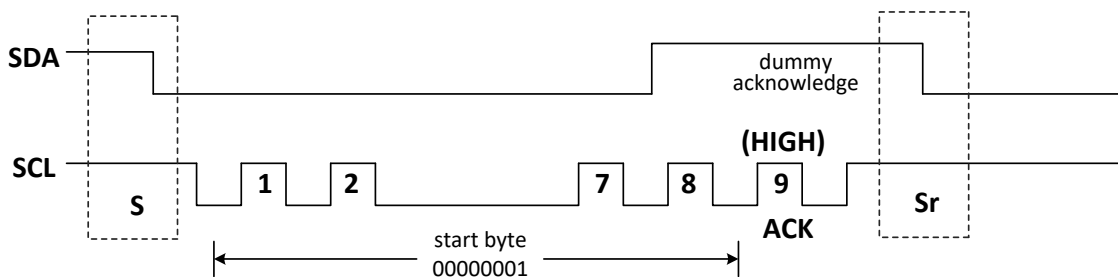 SDA
dummy
acknowledge
(HIGH)
SCL
1
2
7
8
9
S
Sr
ACK
start byte
00000001